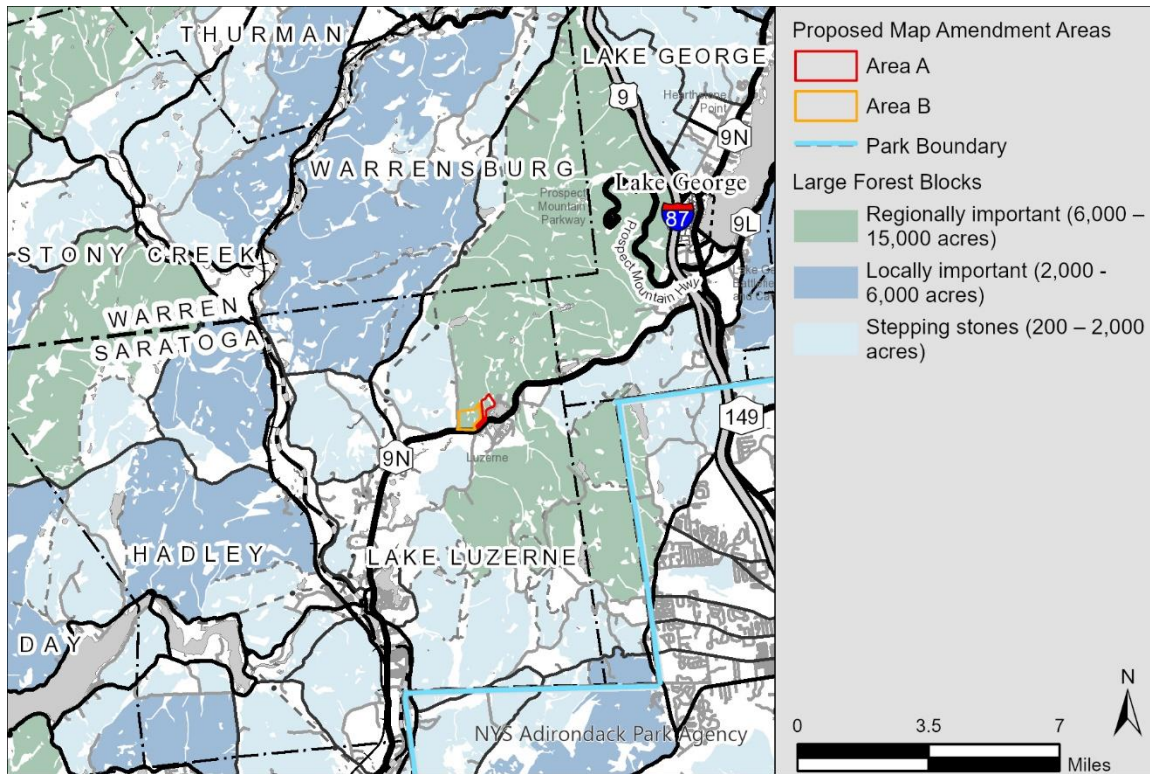 THURMAN
LAKE GEORGE
9
Hearthstone
Point
9N
WARRENSBURG
Prospect
Mountain
Parkway
Lake George
87
9L
STONY CREEK
Prospect Mountain Hwy
WARREN
SARATOGA
149
9N
Luzerne
HADLEY
LAKE LUZERNE
DAY
NYS Adirondack Park Agency
Proposed Map Amendment Areas
Area A
Area B
Park Boundary
Large Forest Blocks
Regionally important (6,000 –
15,000 acres)
Locally important (2,000 -
6,000 acres)
Stepping stones (200 – 2,000
acres)
N
0 3.5 7
Miles